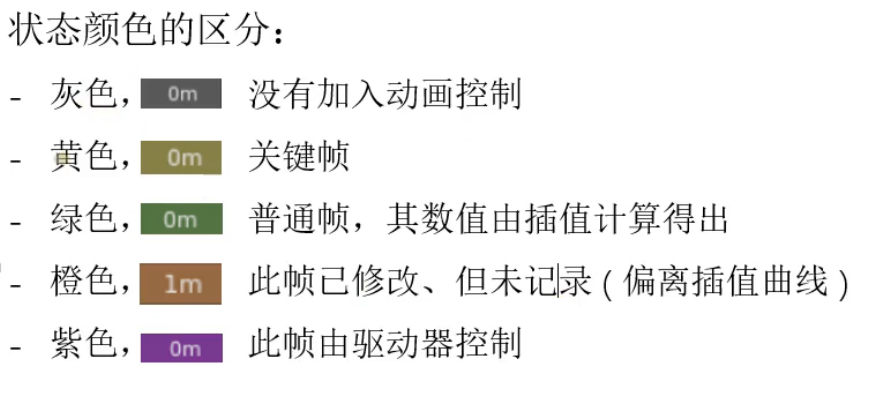 状态颜色的区分：
- 灰色， 0m 没有加入动画控制
- 黄色， 0m 关键帧
- 绿色， 0m 普通帧，其数值由插值计算得出
- 橙色， 1m 此帧已修改、但未记录 ( 偏离插值曲线 )
- 紫色， 0m 此帧由驱动器控制